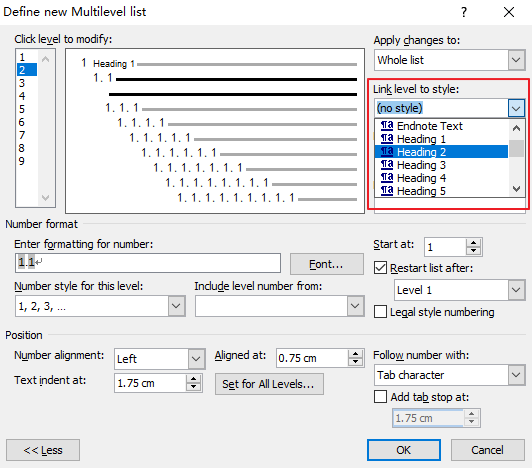 Define new Multilevel list
? ×
Click level to modify:
1
2
3
4
5
6
7
8
9
1 Heading 1
1. 1
1. 1. 1
1. 1. 1. 1
1. 1. 1. 1. 1
1. 1. 1. 1. 1. 1
1. 1. 1. 1. 1. 1. 1
1. 1. 1. 1. 1. 1. 1. 1
1. 1. 1. 1. 1. 1. 1. 1. 1
Apply changes to:
Whole list
Link level to style:
(no style)
¶a Endnote Text
¶a Heading 1
¶a Heading 2
¶a Heading 3
¶a Heading 4
¶a Heading 5
Number format
Enter formatting for number:
1.1↵
Font...
Number style for this level:
1, 2, 3, ...
Include level number from:
Start at:
1
Restart list after:
Level 1
Legal style numbering
Position
Number alignment:
Left
Aligned at:
0.75 cm
Text indent at:
1.75 cm
Set for All Levels...
Follow number with:
Tab character
Add tab stop at:
1.75 cm
<< Less
OK
Cancel